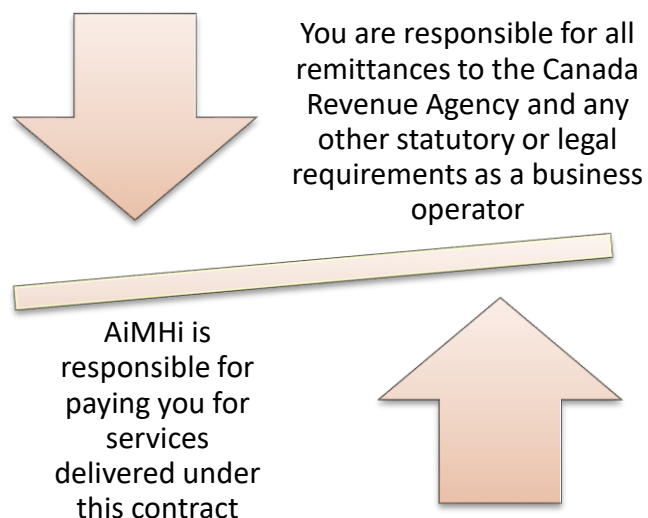 You are responsible for all
remittances to the Canada
Revenue Agency and any
other statutory or legal
requirements as a business
operator
AiMHi is
responsible for
paying you for
services
delivered under
this contract